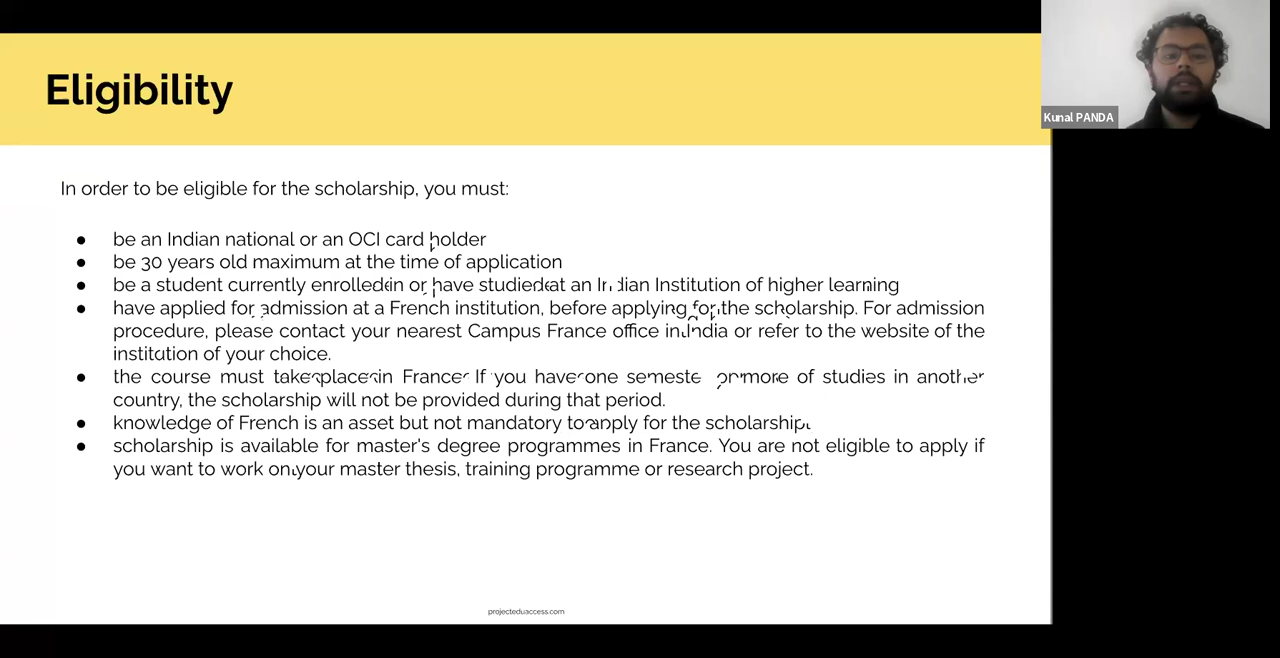 Eligibility
Kunal PANDA
In order to be eligible for the scholarship, you must:
● be an Indian national or an OCI card holder
● be 30 years old maximum at the time of application
● be a student currently enrolled in or have studied at an Indian Institution of higher learning
● have applied for admission at a French institution, before applying for the scholarship. For admission
procedure, please contact your nearest Campus France office in India or refer to the website of the
institution of your choice.
● the course must take place in France. If you have one semester or more of studies in another
country, the scholarship will not be provided during that period.
● knowledge of French is an asset but not mandatory to apply for the scholarship.
● scholarship is available for master's degree programmes in France. You are not eligible to apply if
you want to work on your master thesis, training programme or research project.
projecteduaccess.com